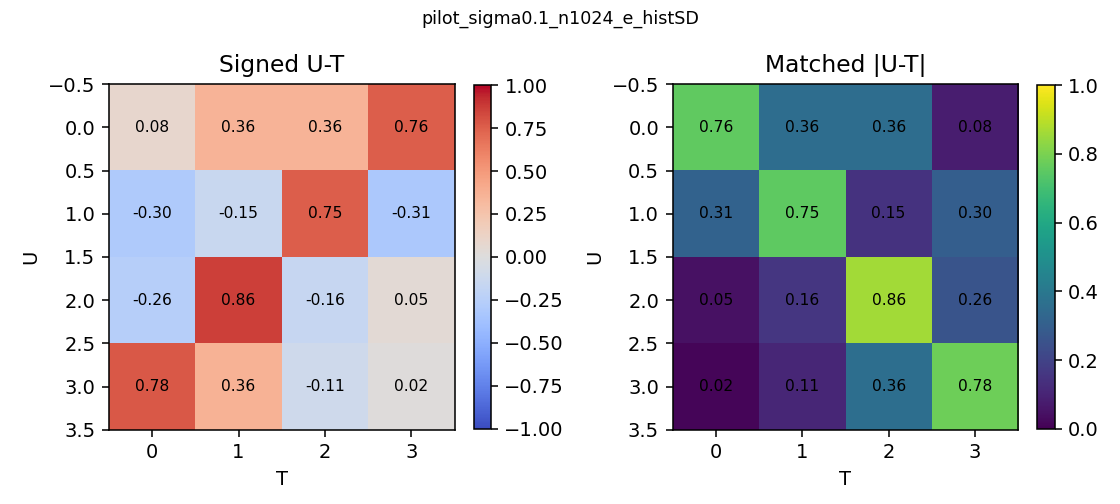 pilot_sigma0.1_n1024_e_histSD
Signed U-T
−0.5
0.0
0.5
1.0
1.5
2.0
2.5
3.0
3.5
U
0.08 0.36 0.36 0.76
-0.30 -0.15 0.75 -0.31
-0.26 0.86 -0.16 0.05
0.78 0.36 -0.11 0.02
0 1 2 3
T
1.00
0.75
0.50
0.25
0.00
−0.25
−0.50
−0.75
−1.00
Matched |U-T|
−0.5
0.0
0.5
1.0
1.5
2.0
2.5
3.0
3.5
U
0.76 0.36 0.36 0.08
0.31 0.75 0.15 0.30
0.05 0.16 0.86 0.26
0.02 0.11 0.36 0.78
0 1 2 3
T
1.0
0.8
0.6
0.4
0.2
0.0